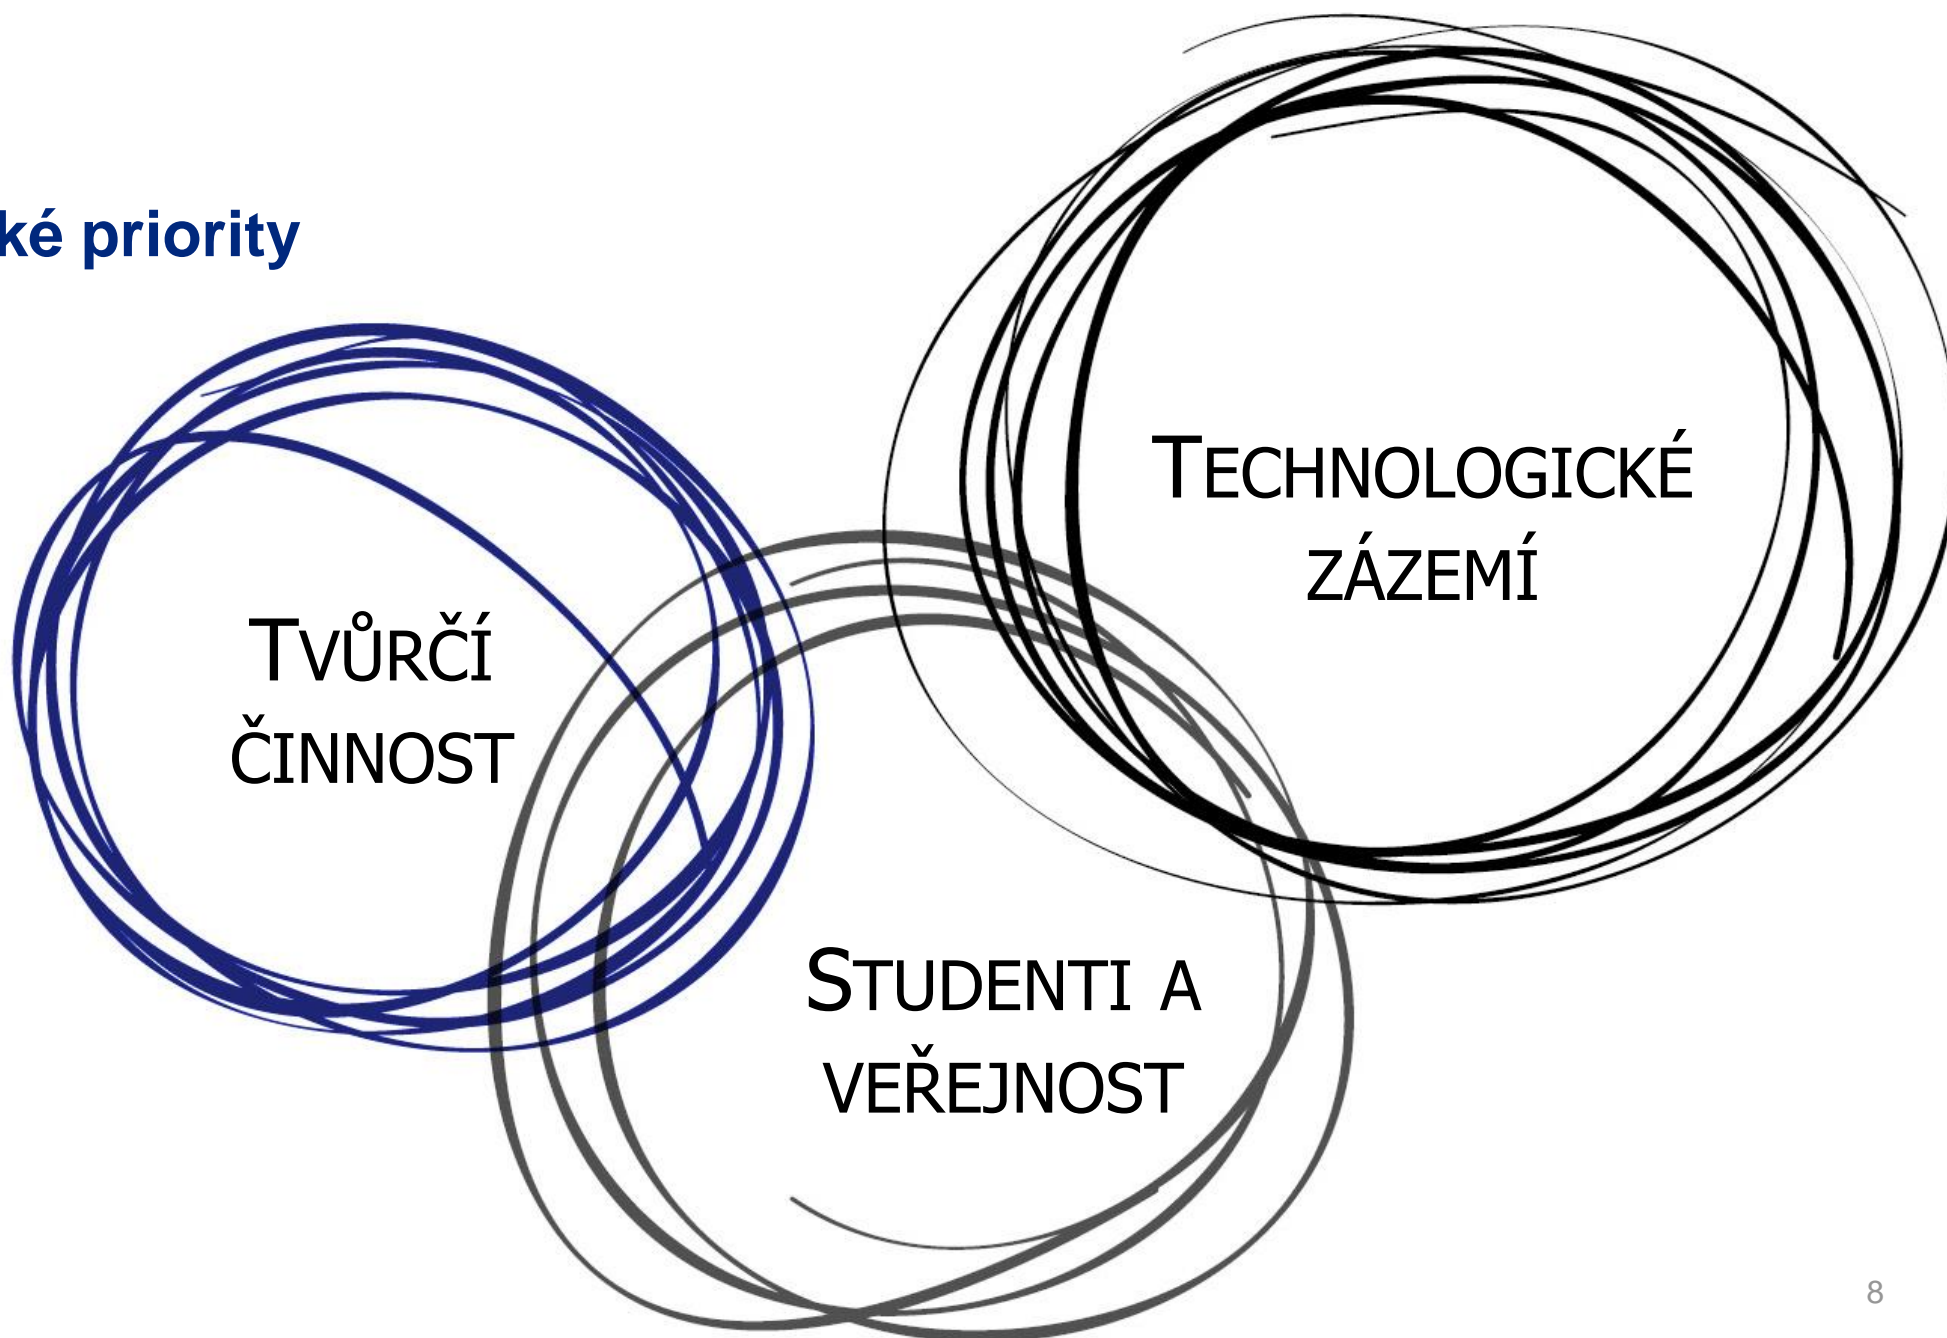 ké priority
TECHNOLOGICKÉ
ZÁZEMÍ
TVŮRČÍ
ČINNOST
STUDENTI A
VEŘEJNOST
8